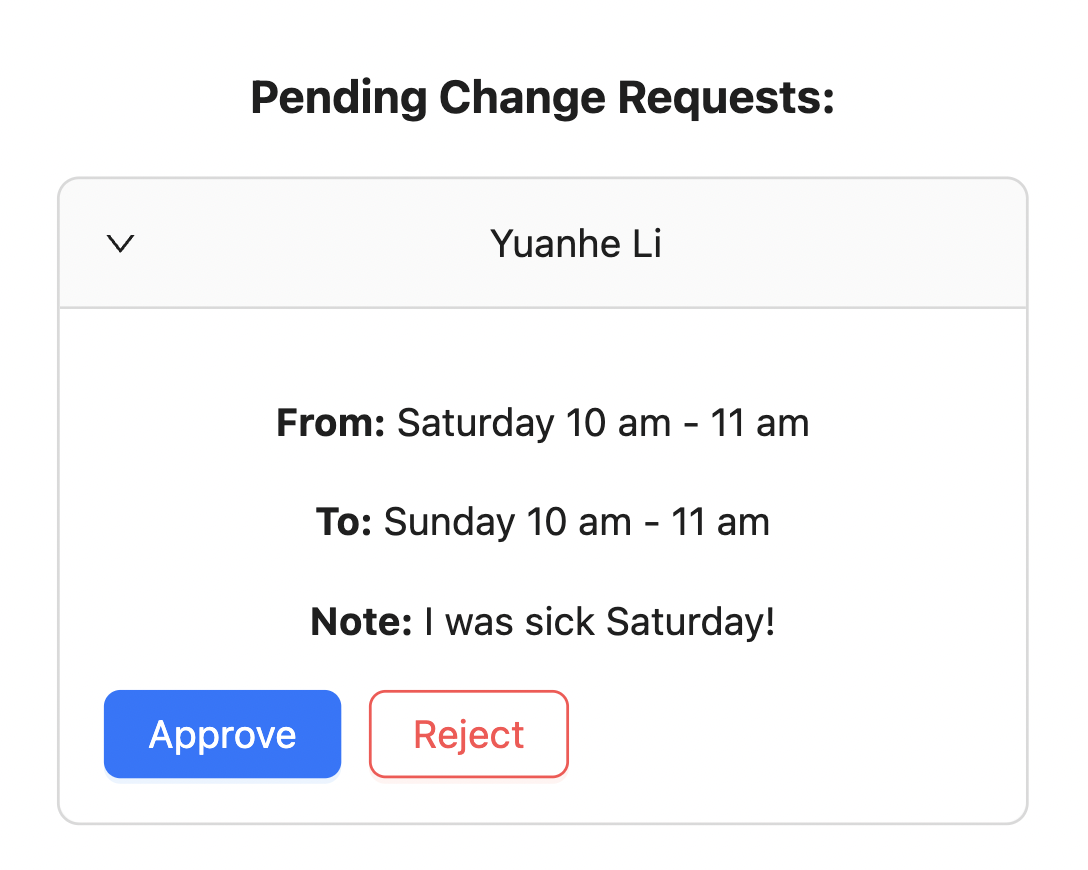 Pending Change Requests:
Yuanhe Li
From: Saturday 10 am - 11 am
To: Sunday 10 am - 11 am
Note: I was sick Saturday!
Approve Reject